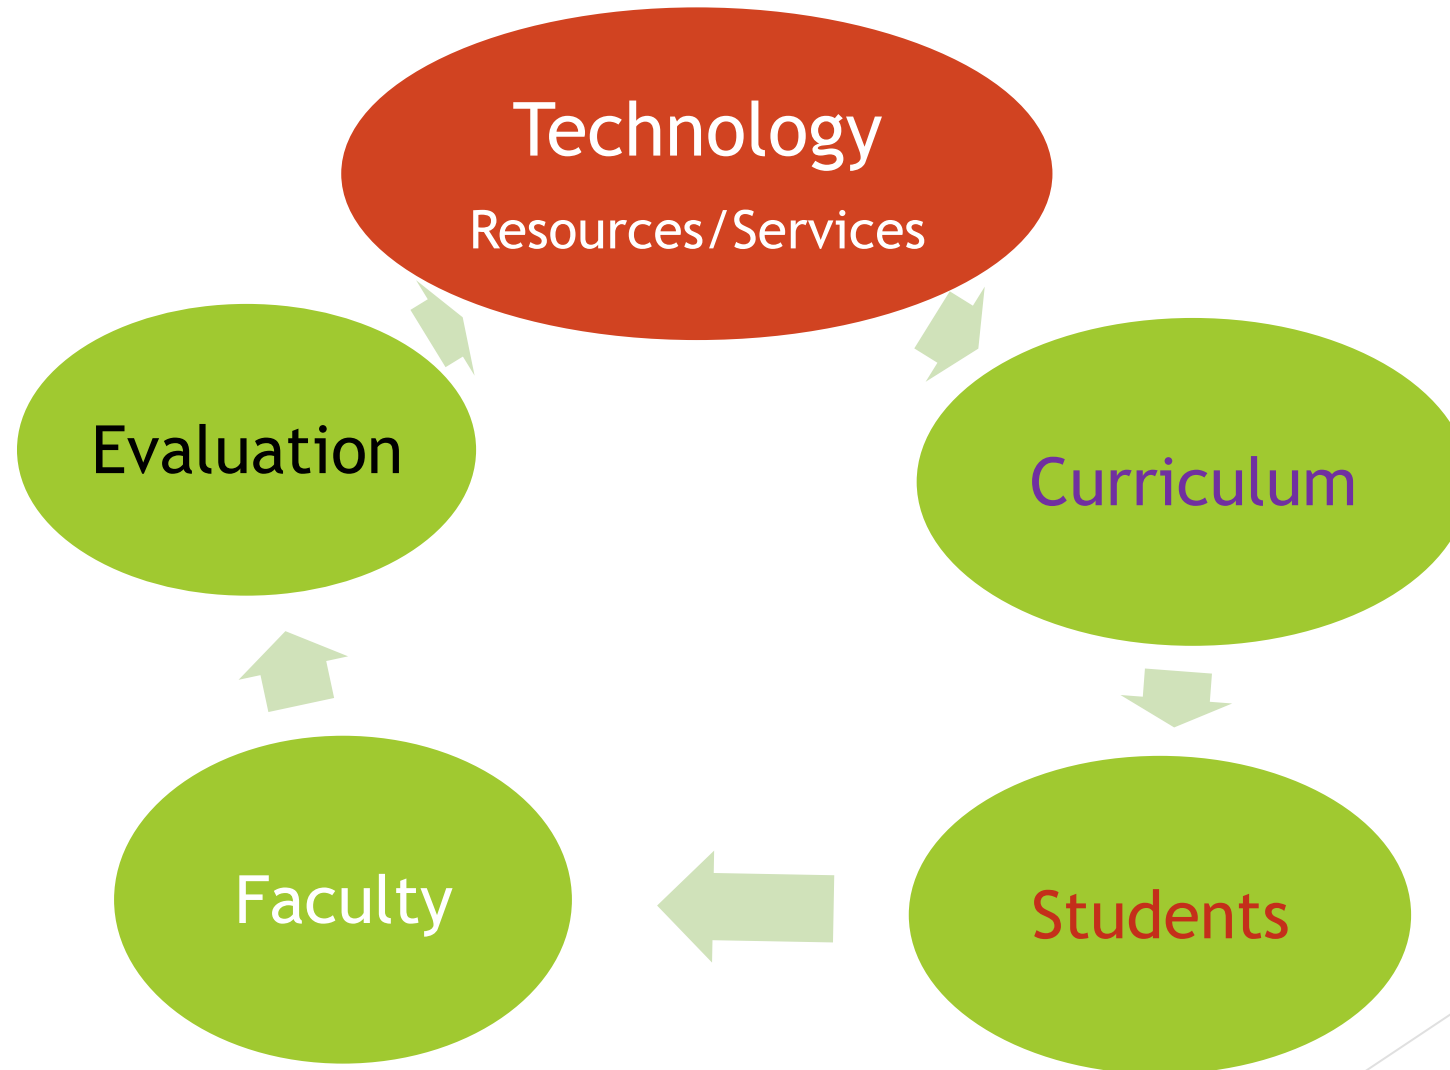 Technology
Resources/Services
Evaluation
Curriculum
Faculty
Students